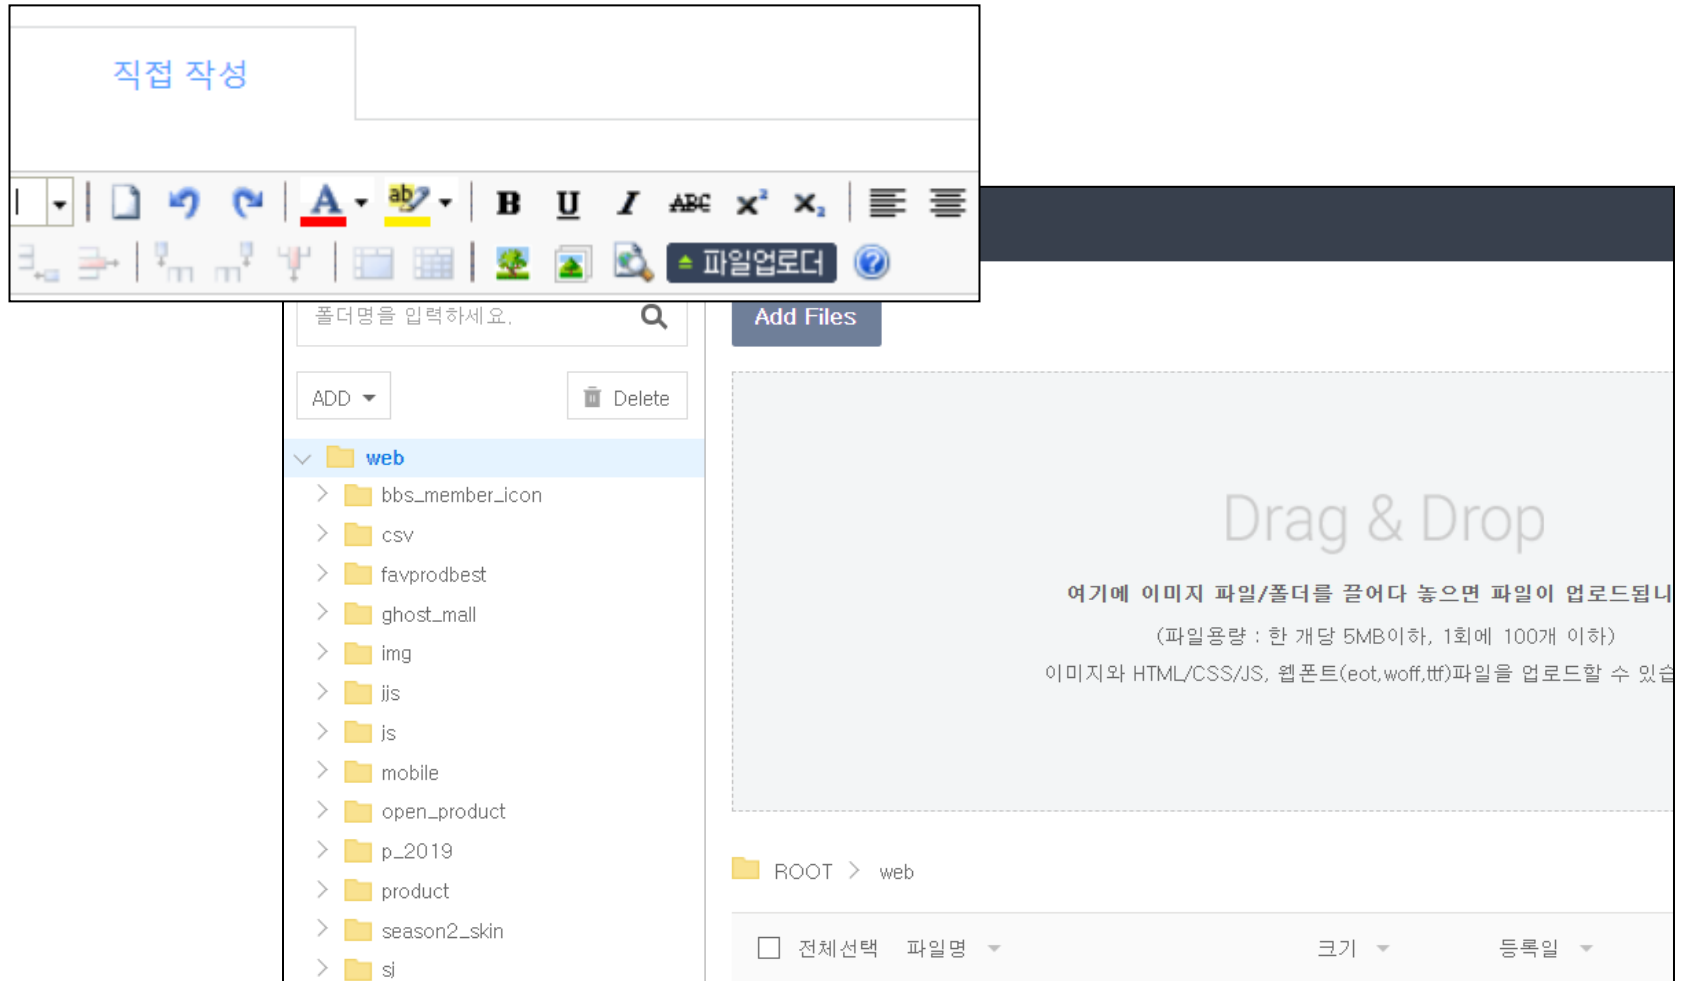 직접 작성
A ab B U I ABC x² x₂
파일업로더 ?
폴더명을 입력하세요.
Add Files
ADD
Delete
web
bbs_member_icon
csv
favprodbest
ghost_mall
img
jjs
js
mobile
open_product
p_2019
product
season2_skin
sj
Drag & Drop
여기에 이미지 파일/폴더를 끌어다 놓으면 파일이 업로드됩니
(파일용량 : 한 개당 5MB이하, 1회에 100개 이하)
이미지와 HTML/CSS/JS, 웹폰트(eot,woff,ttf)파일을 업로드할 수 있습
ROOT > web
전체선택 파일명 크기 등록일